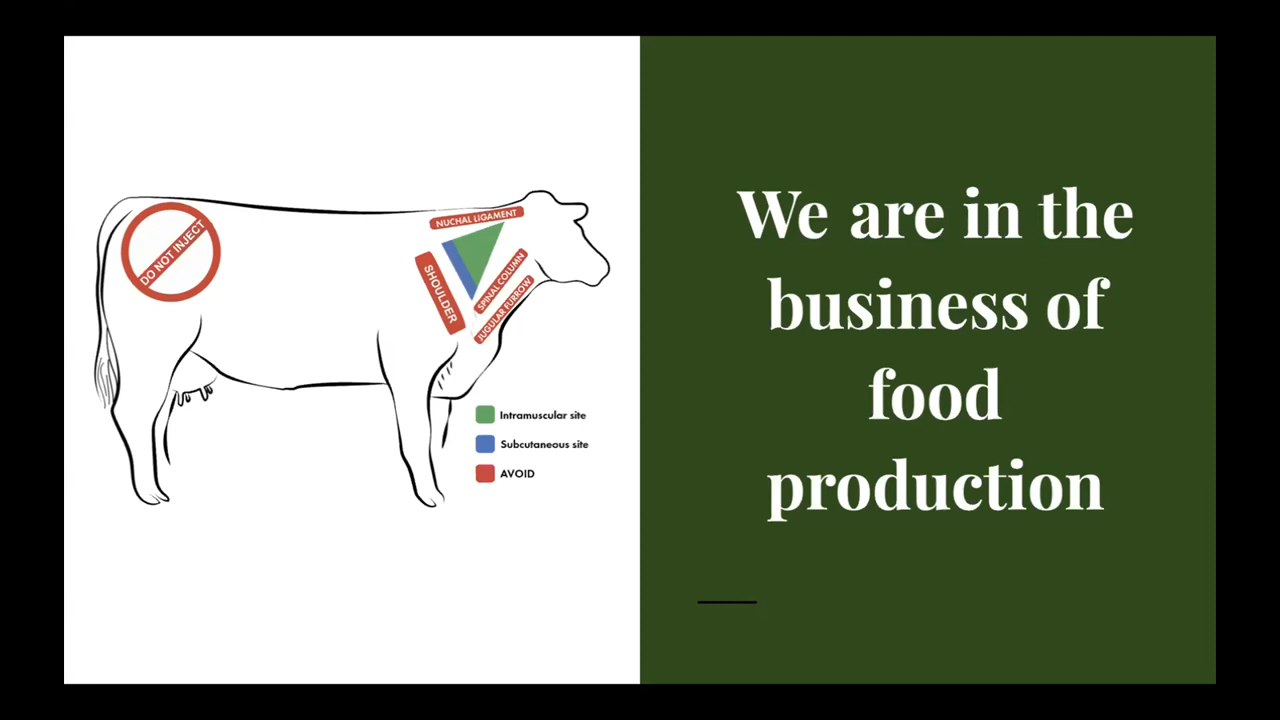 DO NOT INJECT
NUCHAL LIGAMENT
SHOULDER
SPINAL COLUMN
JUGULAR FURROW
Intramuscular site
Subcutaneous site
AVOID
We are in the
business of
food
production